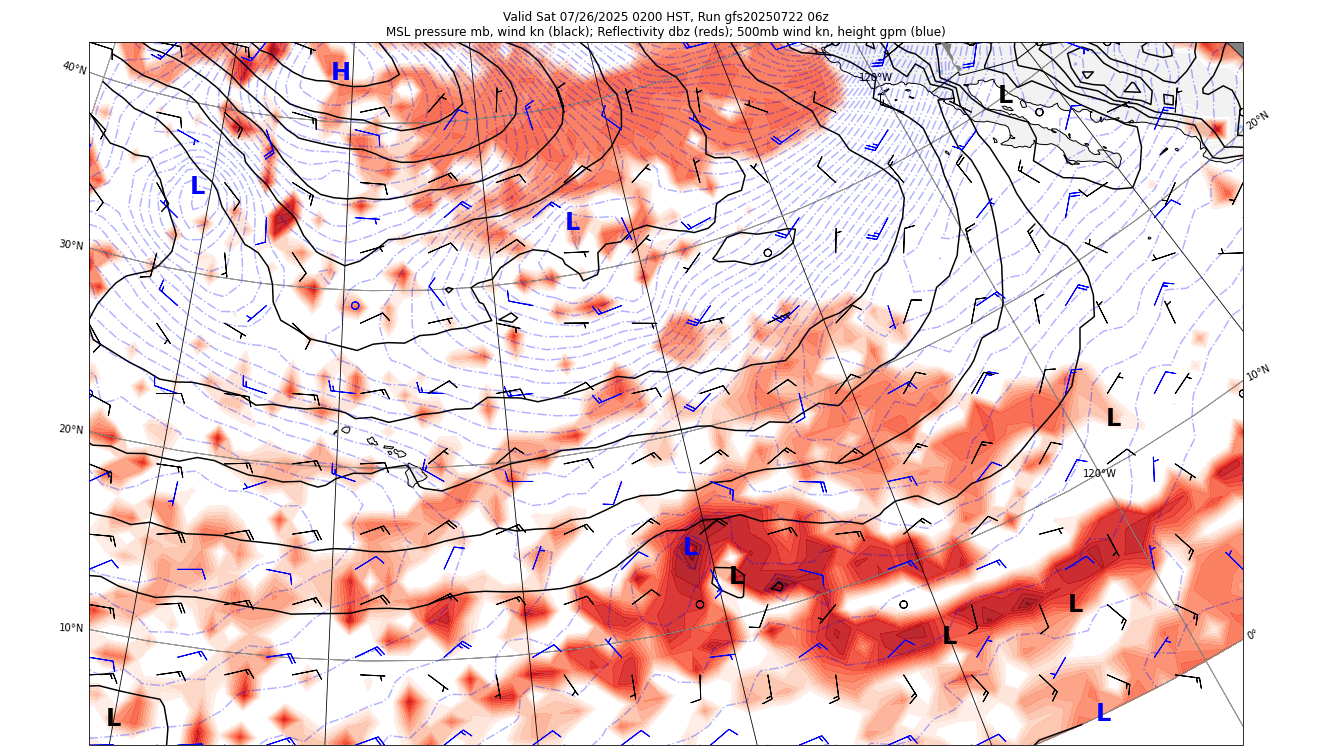 Valid Sat 07/26/2025 0200 HST, Run gfs20250722 06z
MSL pressure mb, wind kn (black); Reflectivity dbz (reds); 500mb wind kn, height gpm (blue)
40°N
H
120°W
L
20°N
L
L
30°N
10°N
L
20°N
120°W
L
L
L
10°N
L
0°
L
L
L